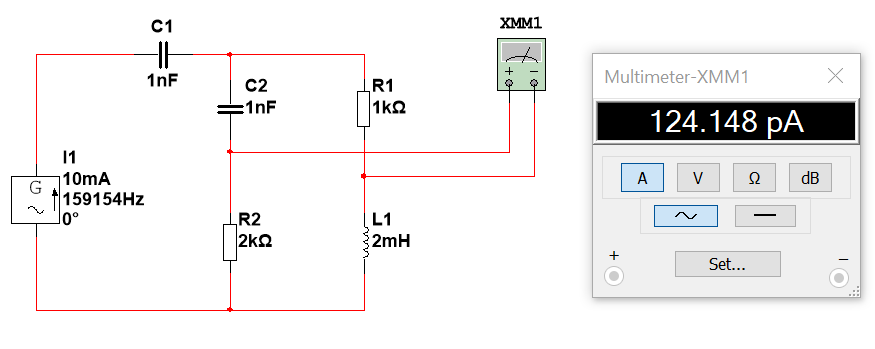 C1
1nF
C2
1nF
R1
1kΩ
XMM1
+ −
I1
10mA
159154Hz
0°
G
R2
2kΩ
L1
2mH
Multimeter-XMM1
124.148 pA
A V Ω dB
Set...
+ −